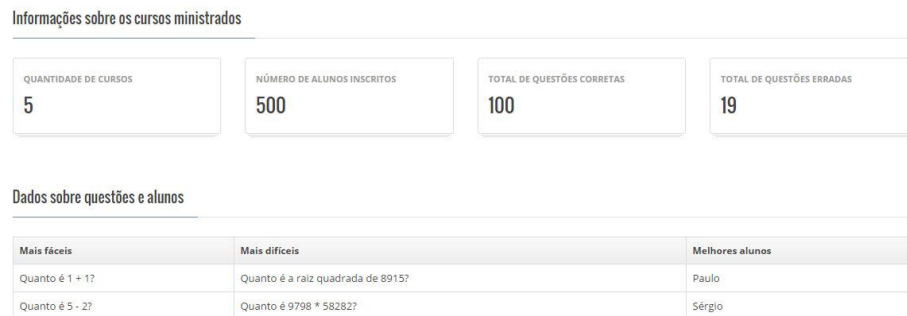 Informações sobre os cursos ministrados
QUANTIDADE DE CURSOS NÚMERO DE ALUNOS INSCRITOS TOTAL DE QUESTÕES CORRETAS TOTAL DE QUESTÕES ERRADAS
5 500 100 19
Dados sobre questões e alunos
Mais fáceis Mais difíceis Melhores alunos
Quanto é 1 + 1? Quanto é a raiz quadrada de 8915? Paulo
Quanto é 5 - 2? Quanto é 9798 * 58282? Sérgio